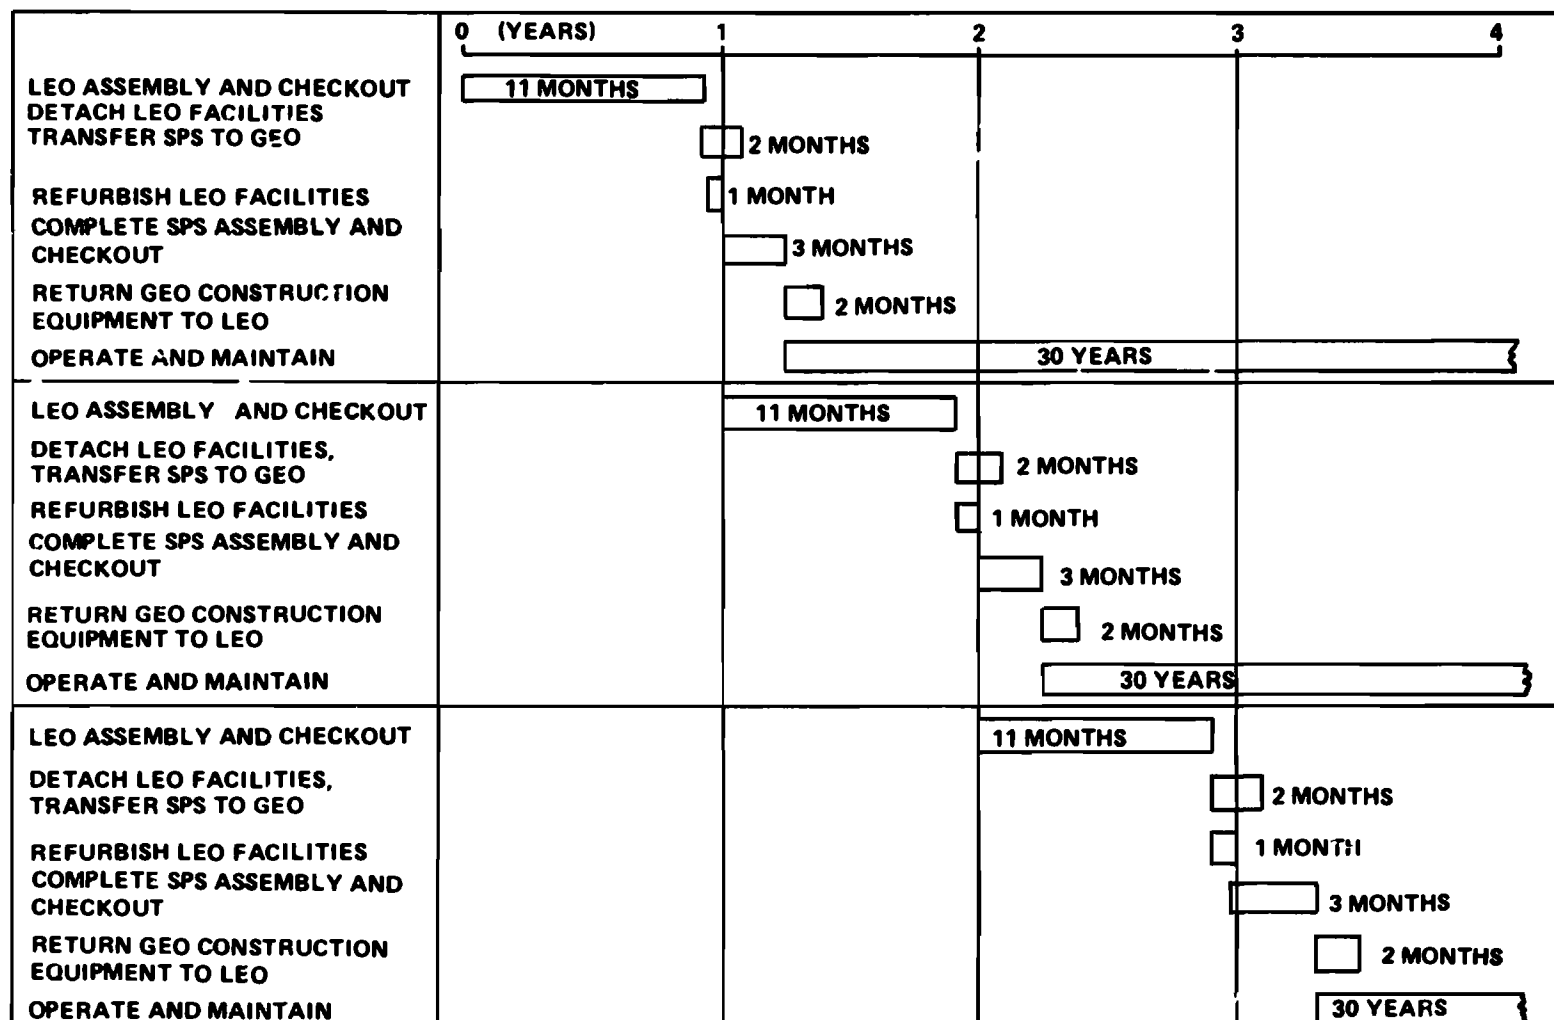 0 (YEARS) 1 2 3 4
LEO ASSEMBLY AND CHECKOUT 11 MONTHS
DETACH LEO FACILITIES
TRANSFER SPS TO GEO 2 MONTHS
REFURBISH LEO FACILITIES 1 MONTH
COMPLETE SPS ASSEMBLY AND
CHECKOUT 3 MONTHS
RETURN GEO CONSTRUCTION
EQUIPMENT TO LEO 2 MONTHS
OPERATE AND MAINTAIN 30 YEARS
LEO ASSEMBLY AND CHECKOUT 11 MONTHS
DETACH LEO FACILITIES,
TRANSFER SPS TO GEO 2 MONTHS
REFURBISH LEO FACILITIES 1 MONTH
COMPLETE SPS ASSEMBLY AND
CHECKOUT 3 MONTHS
RETURN GEO CONSTRUCTION
EQUIPMENT TO LEO 2 MONTHS
OPERATE AND MAINTAIN 30 YEARS
LEO ASSEMBLY AND CHECKOUT 11 MONTHS
DETACH LEO FACILITIES,
TRANSFER SPS TO GEO 2 MONTHS
REFURBISH LEO FACILITIES 1 MONTH
COMPLETE SPS ASSEMBLY AND
CHECKOUT 3 MONTHS
RETURN GEO CONSTRUCTION
EQUIPMENT TO LEO 2 MONTHS
OPERATE AND MAINTAIN 30 YEARS